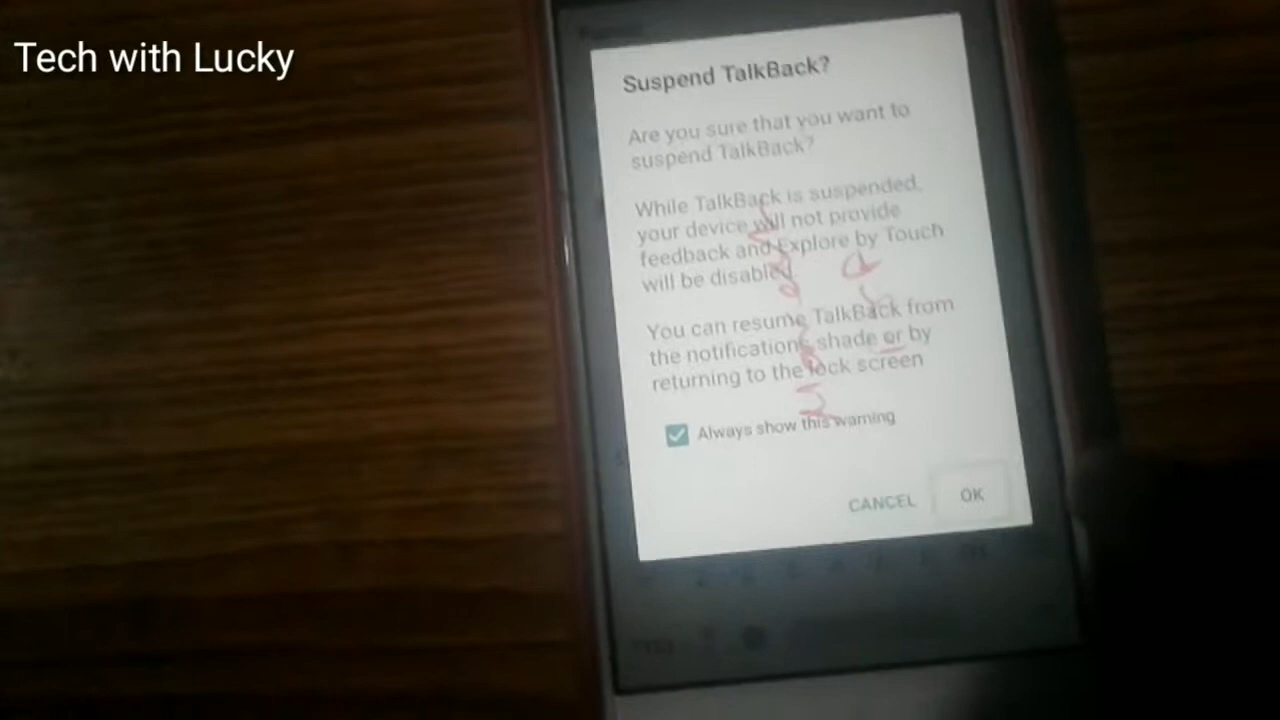 Tech with Lucky
Suspend TalkBack?
Are you sure that you want to
suspend TalkBack?
While TalkBack is suspended,
your device will not provide
feedback and Explore by Touch
will be disabled.
You can resume TalkBack from
the notifications shade or by
returning to the lock screen
Always show this warning
CANCEL
OK